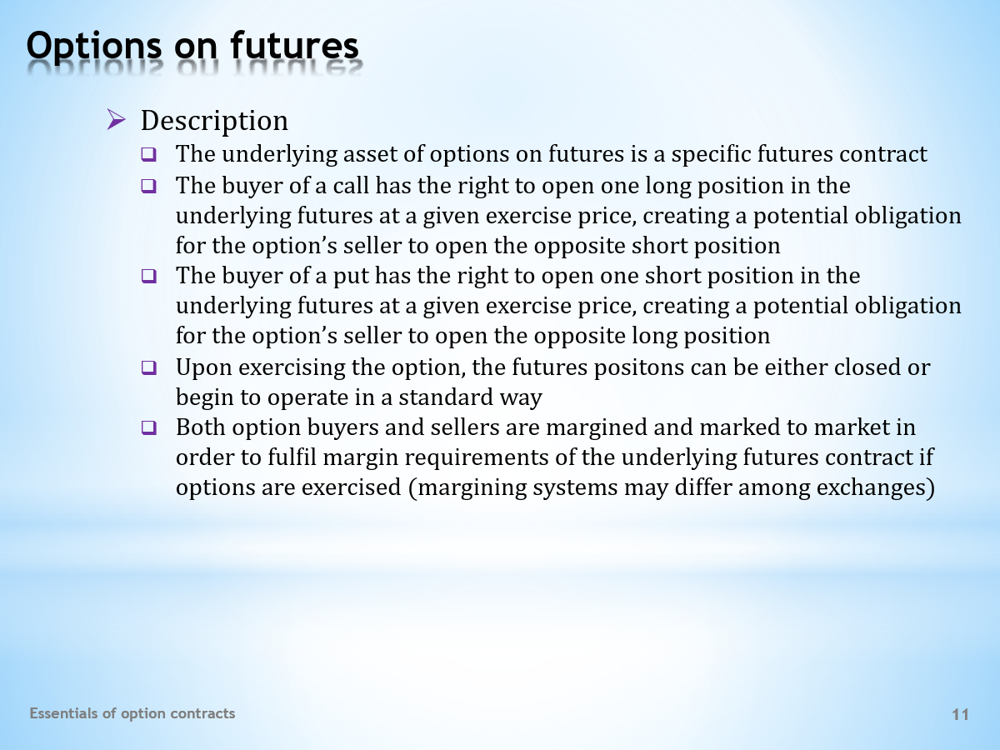 Options on futures
Description
The underlying asset of options on futures is a specific futures contract
The buyer of a call has the right to open one long position in the
underlying futures at a given exercise price, creating a potential obligation
for the option’s seller to open the opposite short position
The buyer of a put has the right to open one short position in the
underlying futures at a given exercise price, creating a potential obligation
for the option’s seller to open the opposite long position
Upon exercising the option, the futures positons can be either closed or
begin to operate in a standard way
Both option buyers and sellers are margined and marked to market in
order to fulfil margin requirements of the underlying futures contract if
options are exercised (margining systems may differ among exchanges)
Essentials of option contracts
11